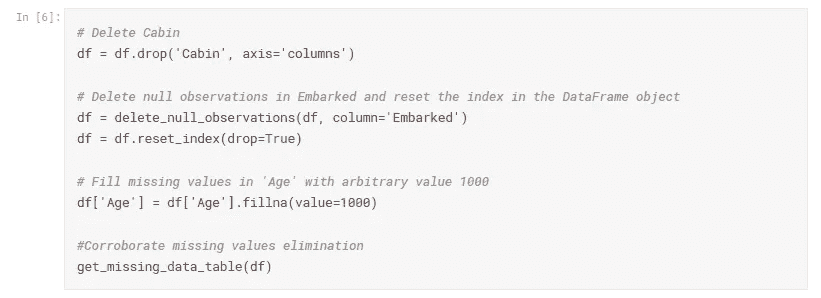 In [6]:
# Delete Cabin
df = df.drop('Cabin', axis='columns')
# Delete null observations in Embarked and reset the index in the DataFrame object
df = delete_null_observations(df, column='Embarked')
df = df.reset_index(drop=True)
# Fill missing values in 'Age' with arbitrary value 1000
df['Age'] = df['Age'].fillna(value=1000)
#Corroborate missing values elimination
get_missing_data_table(df)